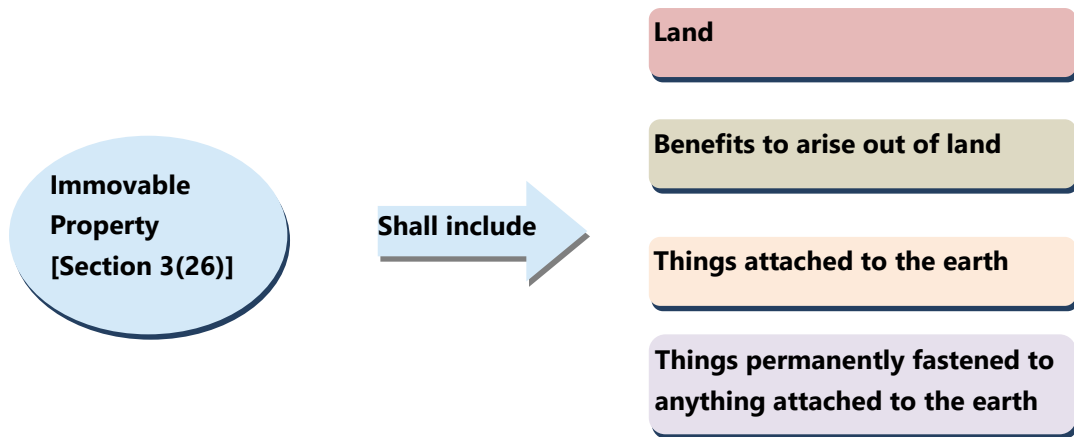 Immovable
Property
[Section 3(26)]
Shall include
Land
Benefits to arise out of land
Things attached to the earth
Things permanently fastened to
anything attached to the earth